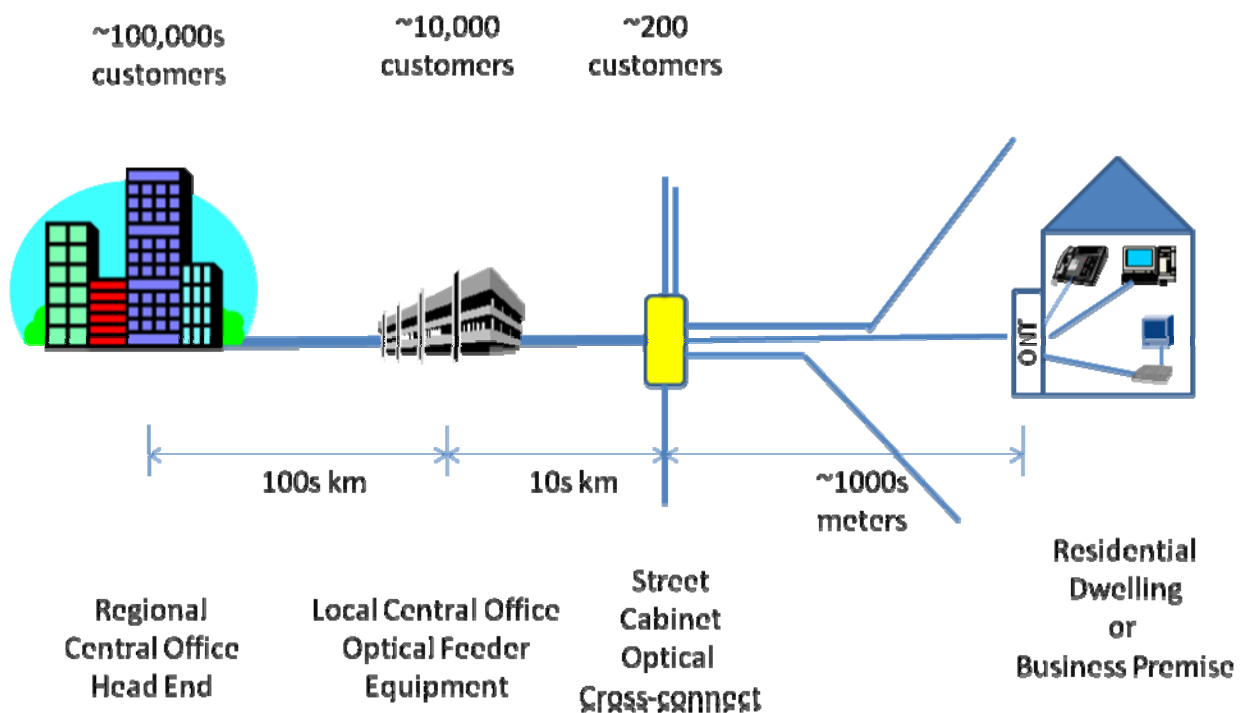 ~100,000s
customers
~10,000
customers
~200
customers
ONT
100s km
10s km
~1000s
meters
Regional
Central Office
Head End
Local Central Office
Optical Feeder
Equipment
Street
Cabinet
Optical
Cross-connect
Residential
Dwelling
or
Business Premise